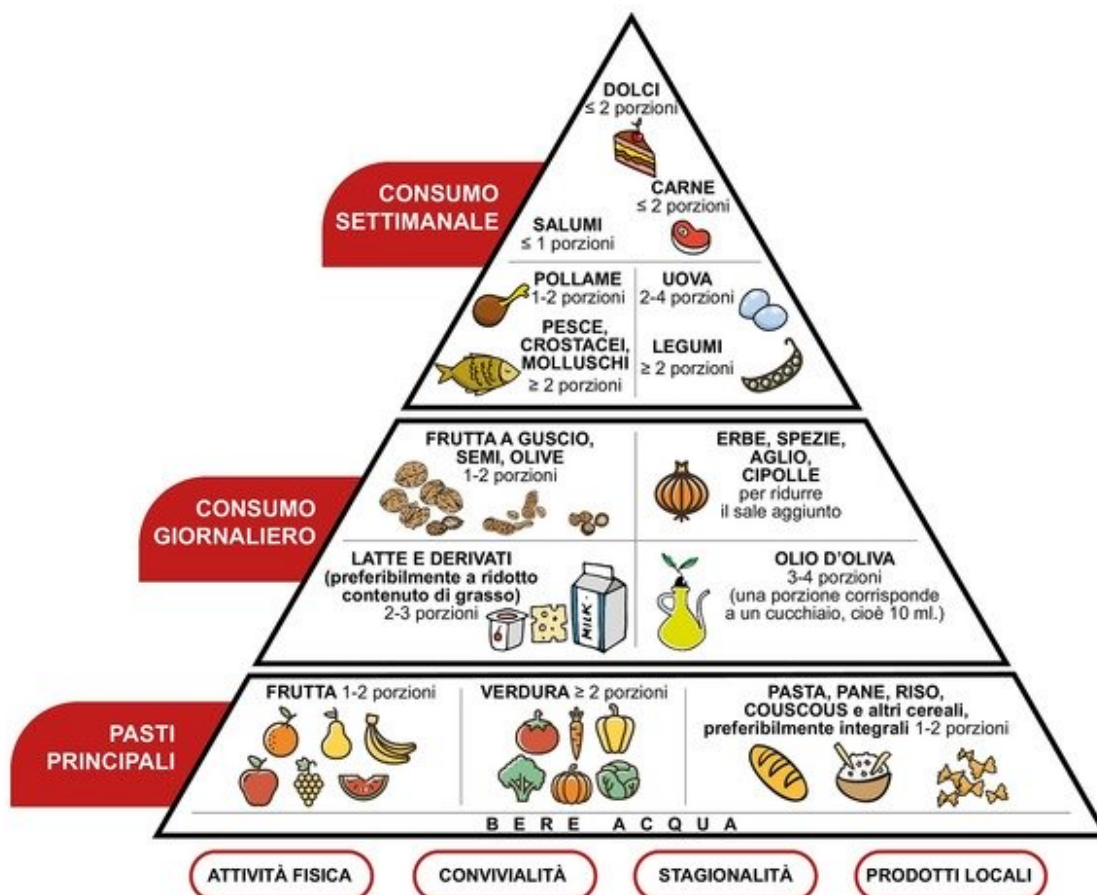 DOLCI
≤ 2 porzioni
CONSUMO
SETTIMANALE
CARNE
≤ 2 porzioni
SALUMI
≤ 1 porzioni
POLLAME
1-2 porzioni
UOVA
2-4 porzioni
PESCE,
CROSTACEI,
MOLLUSCHI
≥ 2 porzioni
LEGUMI
≥ 2 porzioni
CONSUMO
GIORNALIERO
FRUTTA A GUSCIO,
SEMI, OLIVE
1-2 porzioni
ERBE, SPEZIE,
AGLIO,
CIPOLLE
per ridurre
il sale aggiunto
LATTE E DERIVATI
(preferibilmente a ridotto
contenuto di grasso)
2-3 porzioni
MILK
OLIO D'OLIVA
3-4 porzioni
(una porzione corrisponde
a un cucchiaio, cioè 10 ml.)
PASTI
PRINCIPALI
FRUTTA 1-2 porzioni
VERDURA ≥ 2 porzioni
PASTA, PANE, RISO,
COUSCOUS e altri cereali,
preferibilmente integrali 1-2 porzioni
BERE ACQUA
ATTIVITÀ FISICA
CONVIVIALITÀ
STAGIONALITÀ
PRODOTTI LOCALI